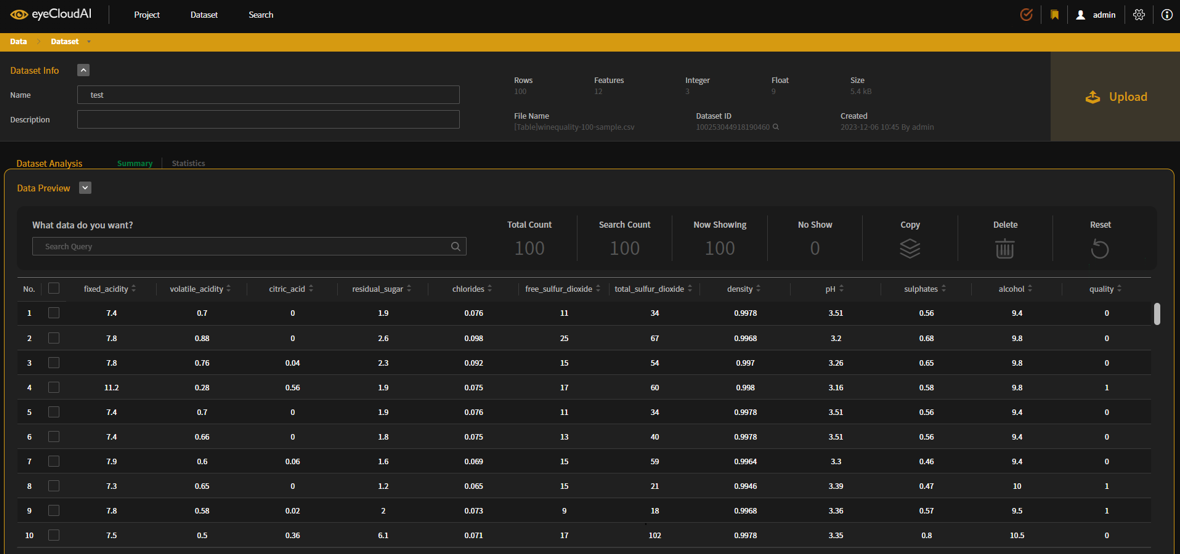 eyeCloudAI Project Dataset Search admin
Data Dataset
Dataset Info
Name test
Description
Rows Features Integer Float Size
100 12 3 9 5.4 kB
File Name Dataset ID Created
[Table]winequality-100-sample.csv 100253044918190460 2023-12-06 10:45 By admin
Upload
Dataset Analysis Summary Statistics
Data Preview
What data do you want?
Search Query
Total Count Search Count Now Showing No Show Copy Delete Reset
100 100 100 0
No. fixed_acidity volatile_acidity citric_acid residual_sugar chlorides free_sulfur_dioxide total_sulfur_dioxide density pH sulphates alcohol quality
1 7.4 0.7 0 1.9 0.076 11 34 0.9978 3.51 0.56 9.4 0
2 7.8 0.88 0 2.6 0.098 25 67 0.9968 3.2 0.68 9.8 0
3 7.8 0.76 0.04 2.3 0.092 15 54 0.997 3.26 0.65 9.8 0
4 11.2 0.28 0.56 1.9 0.075 17 60 0.998 3.16 0.58 9.8 1
5 7.4 0.7 0 1.9 0.076 11 34 0.9978 3.51 0.56 9.4 0
6 7.4 0.66 0 1.8 0.075 13 40 0.9978 3.51 0.56 9.4 0
7 7.9 0.6 0.06 1.6 0.069 15 59 0.9964 3.3 0.46 9.4 0
8 7.3 0.65 0 1.2 0.065 15 21 0.9946 3.39 0.47 10 1
9 7.8 0.58 0.02 2 0.073 9 18 0.9968 3.36 0.57 9.5 1
10 7.5 0.5 0.36 6.1 0.071 17 102 0.9978 3.35 0.8 10.5 0